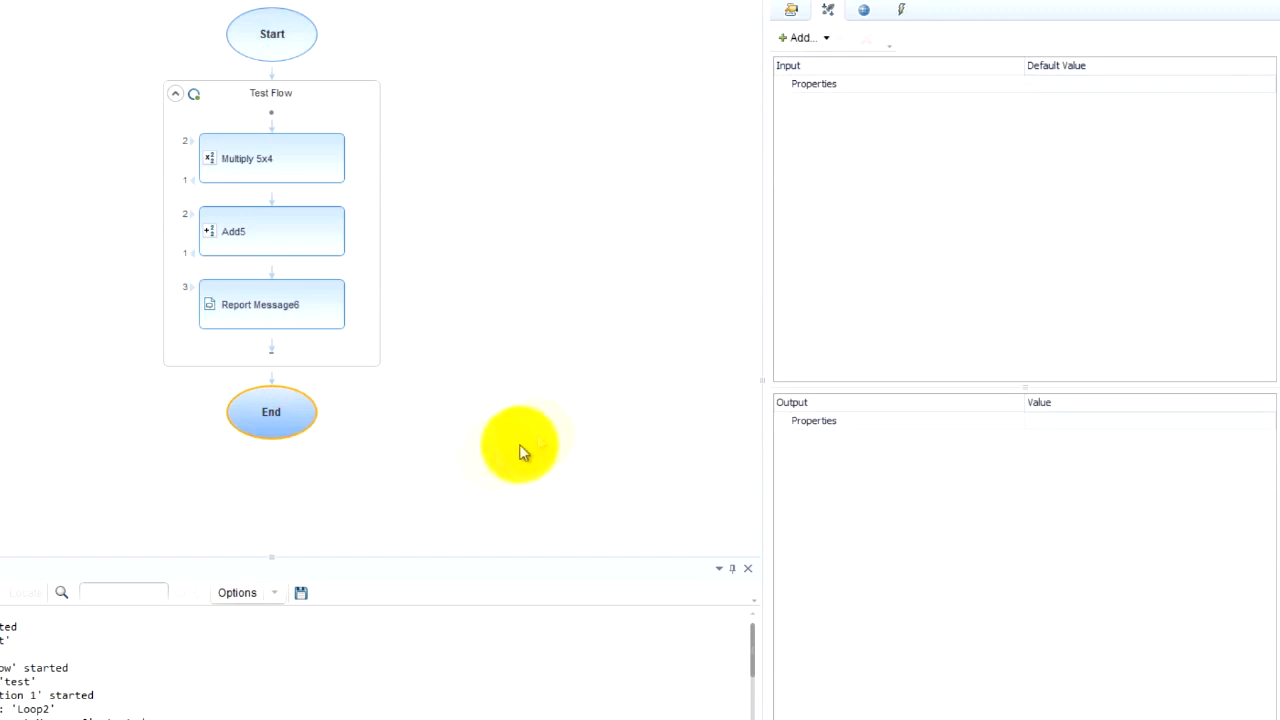 Start
Test Flow
2
Multiply 5x4
1
2
Add5
1
3
Report Message6
End
Add...
Input Default Value
Properties
Output Value
Properties
Locate
Options
ted
t'
ow' started
'test'
tion 1' started
: 'Loop2'